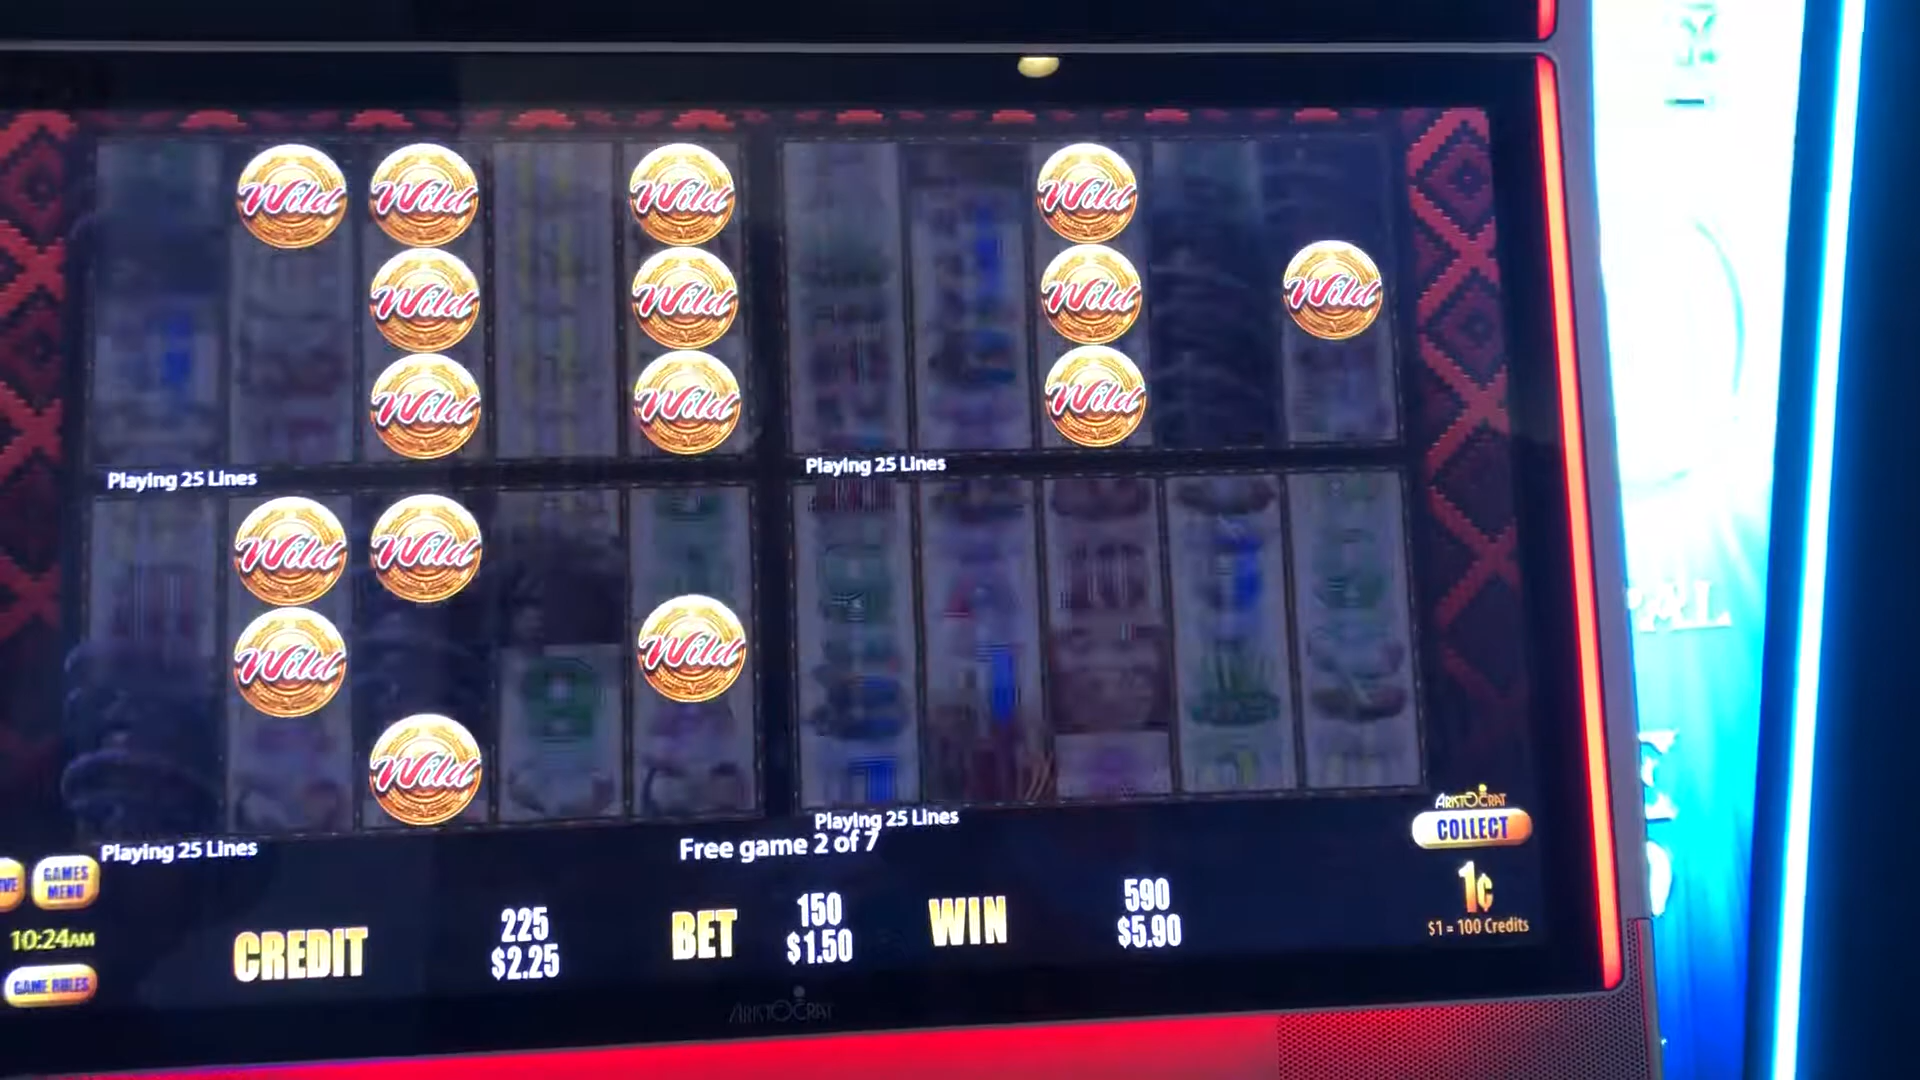 Wild Wild Wild Wild
Wild Wild Wild Wild
Wild Wild Wild
Playing 25 Lines
Playing 25 Lines
Wild Wild
Wild Wild
Wild
Playing 25 Lines
Playing 25 Lines
Free game 2 of 7
ARISTOCRAT
COLLECT
GAMES
MENU
10:24AM
GAME RULES
CREDIT
225
$2.25
BET
150
$1.50
WIN
590
$5.90
1¢
$1 = 100 Credits
ARISTOCRAT